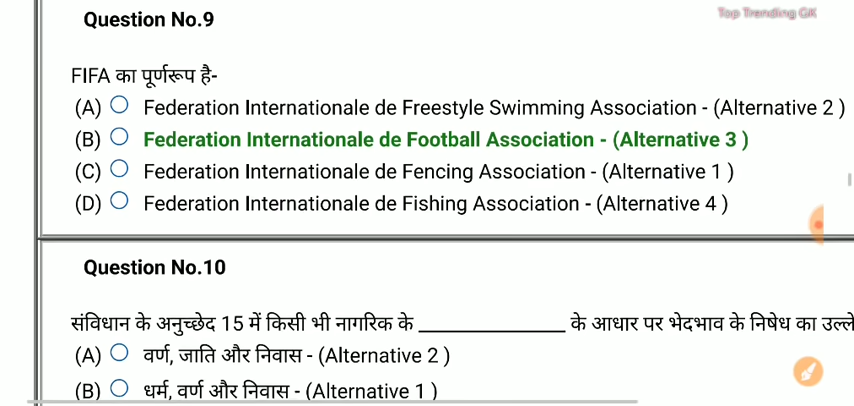 Top Trending GK
Question No.9
FIFA का पूर्णरूप है-
(A) Federation Internationale de Freestyle Swimming Association - (Alternative 2 )
(B) Federation Internationale de Football Association - (Alternative 3 )
(C) Federation Internationale de Fencing Association - (Alternative 1 )
(D) Federation Internationale de Fishing Association - (Alternative 4 )
Question No.10
संविधान के अनुच्छेद 15 में किसी भी नागरिक के ______________ के आधार पर भेदभाव के निषेध का
(A) वर्ण, जाति और निवास - (Alternative 2 )
(B) धर्म, वर्ण और निवास - (Alternative 1 )